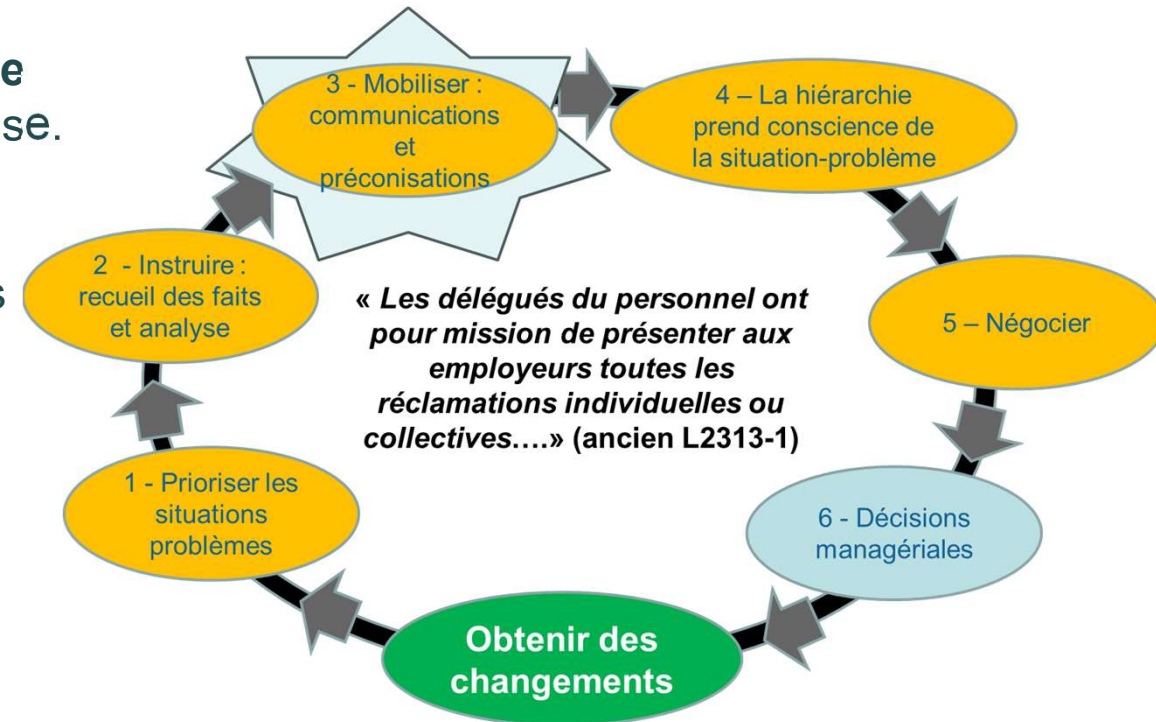 e
se.
s
3 - Mobiliser :
communications
et
préconisations
4 – La hiérarchie
prend conscience de
la situation-problème
2 - Instruire :
recueil des faits
et analyse
5 – Négocier
« Les délégués du personnel ont
pour mission de présenter aux
employeurs toutes les
réclamations individuelles ou
collectives….» (ancien L2313-1)
1 - Prioriser les
situations
problèmes
6 - Décisions
managériales
Obtenir des
changements